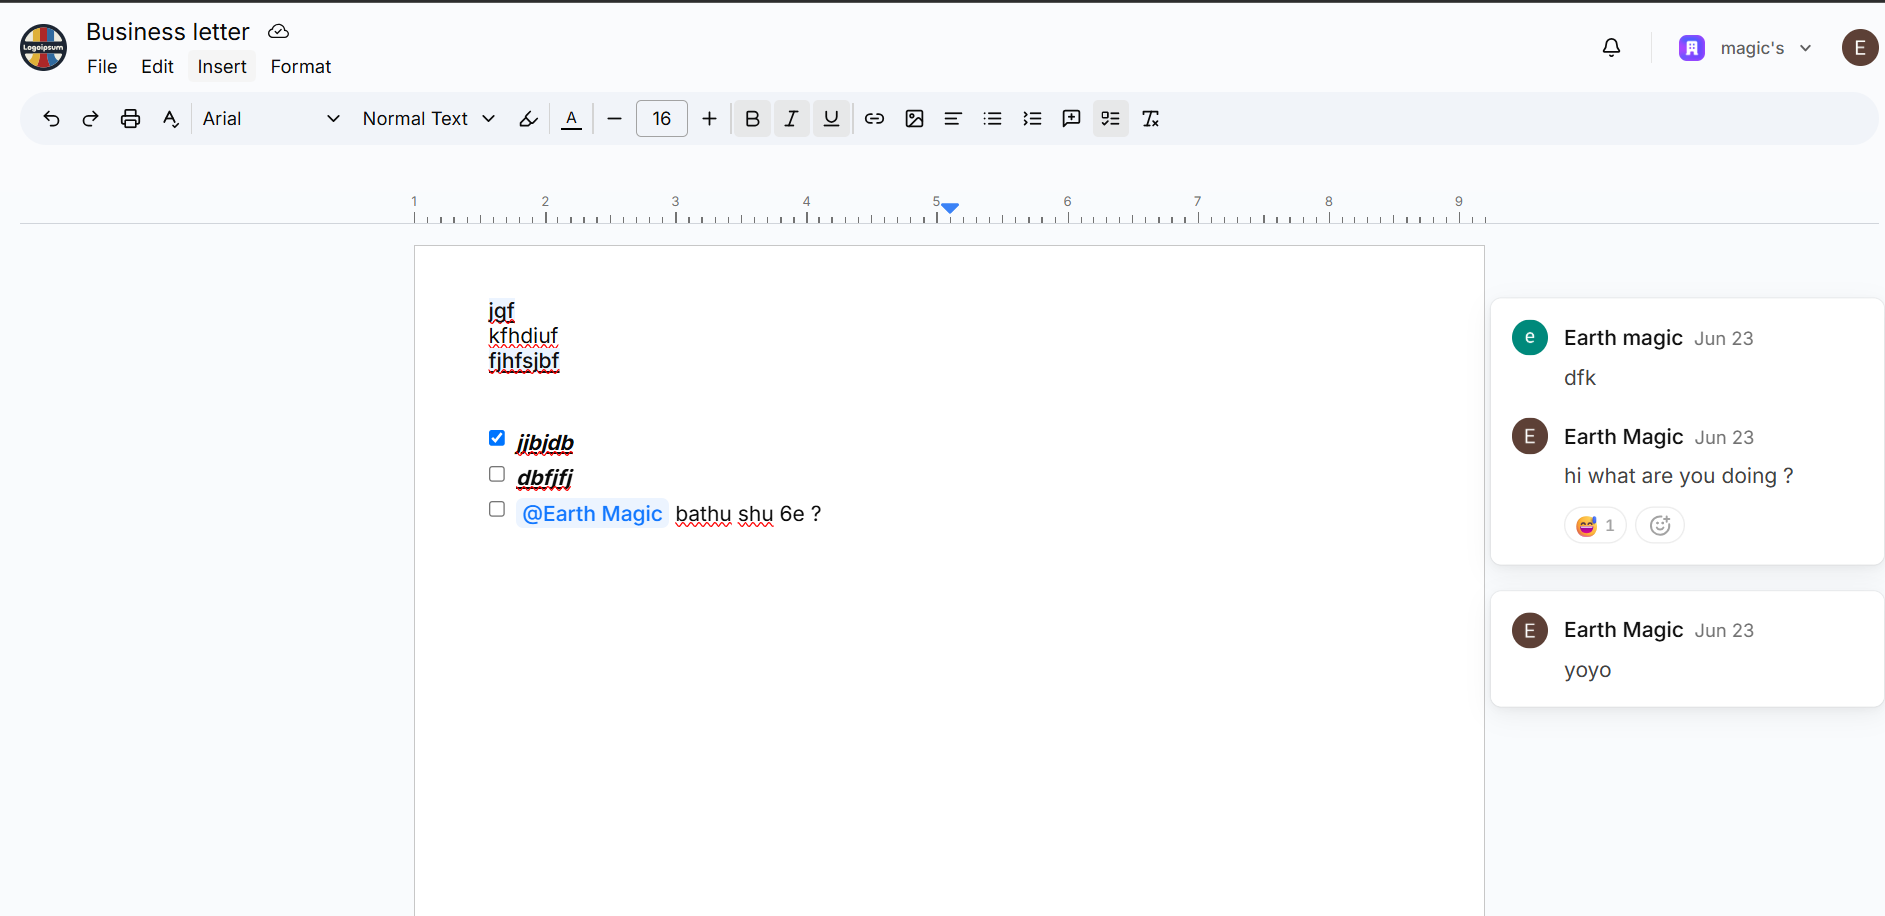 Logoipsum
Business letter
File Edit Insert Format
magic's
E
Arial
Normal Text
A
16
B I U
1 2 3 4 5 6 7 8 9
jgf
kfhdiuf
fjhfsjbf
jjbjdb
dbfjfj
@Earth Magic bathu shu 6e ?
e
Earth magic Jun 23
dfk
E
Earth Magic Jun 23
hi what are you doing ?
1
E
Earth Magic Jun 23
yoyo